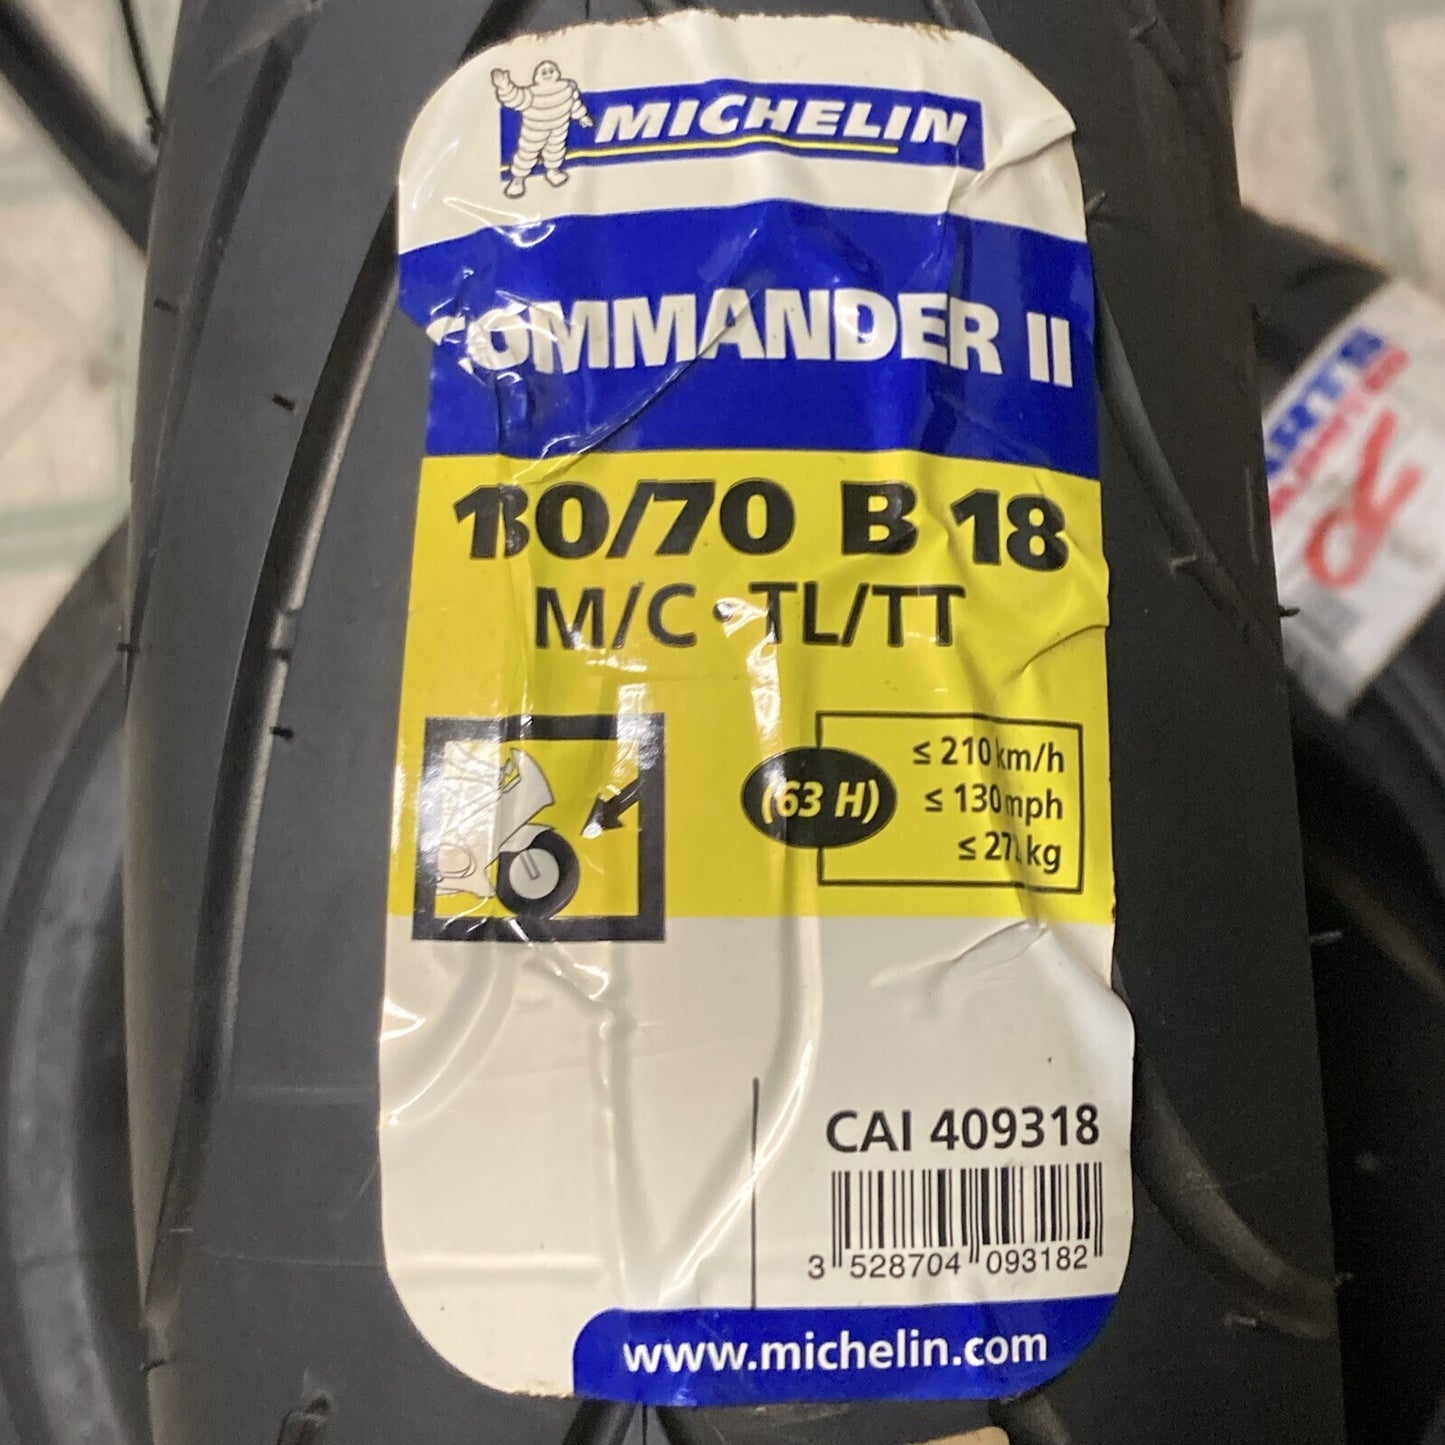 MICHELIN
COMMANDER II
130/70 B 18
M/C · TL/TT
(63 H)
≤ 210 km/h
≤ 130 mph
≤ kg
CAI 409318
3 528704 093182
www.michelin.com